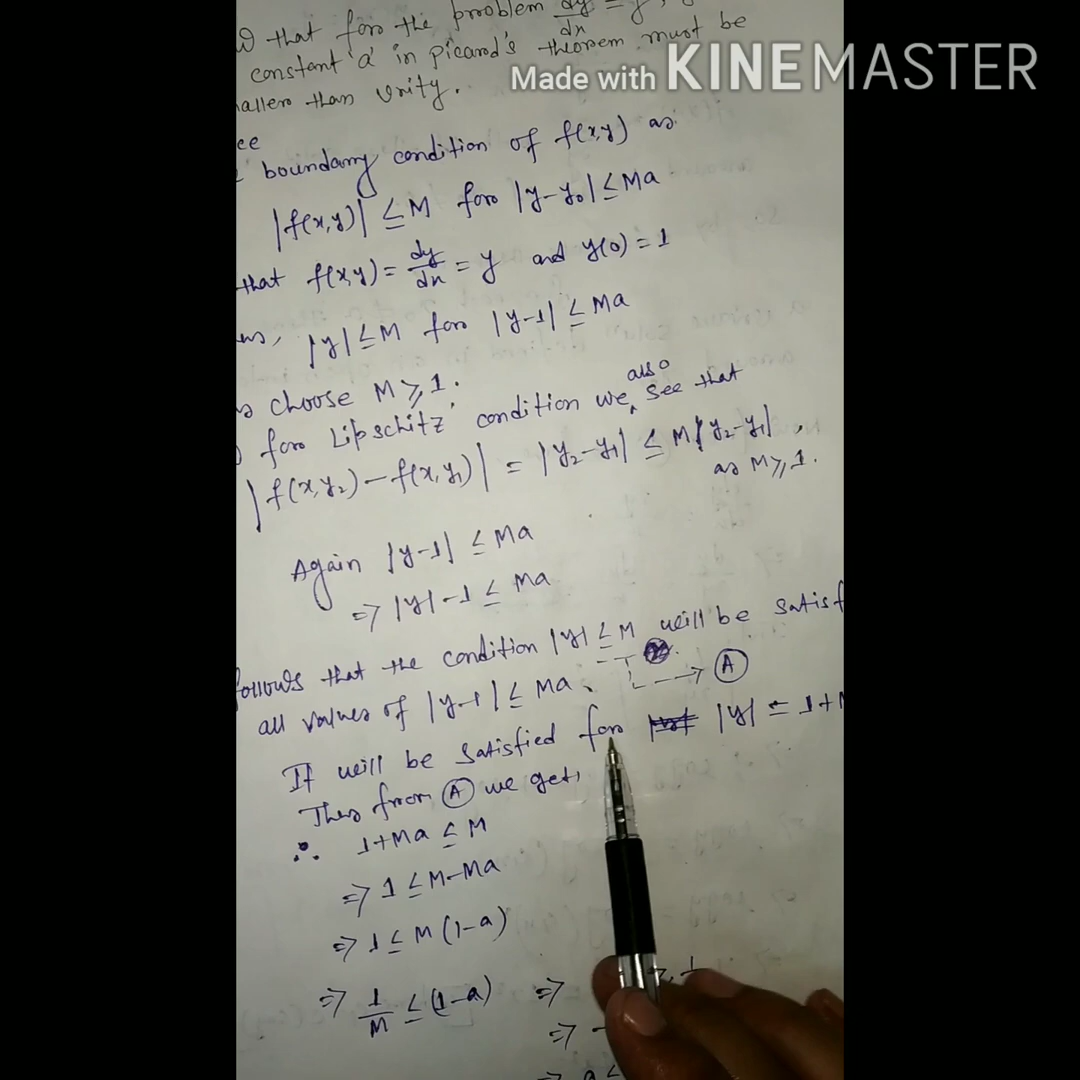 Made with KINEMASTER
that for the problem dy/dx =
constant 'a' in picard's theorem must be
than unity.
boundary condition of f(x,y) as
|f(x,y)| ≤ M for |y-y₀| ≤ Ma
that f(x,y) = dy/dx = y and y(0) = 1
|y| ≤ M for |y-1| ≤ Ma
choose M ≥ 1.
for Lipschitz condition we also see that
|f(x,y₂) - f(x,y₁)| = |y₂-y₁| ≤ M|y₂-y₁|,
as M ≥ 1.
Again |y-1| ≤ Ma
⇒ |y| - 1 ≤ Ma
follows that the condition |y| ≤ M will be satisf
all values of |y-1| ≤ Ma. → (A)
It will be satisfied for |y| = 1+M
Then from (A) we get,
∴ 1+Ma ≤ M
⇒ 1 ≤ M-Ma
⇒ 1 ≤ M(1-a)
⇒ 1/M ≤ (1-a) ⇒
⇒
⇒ a ≤